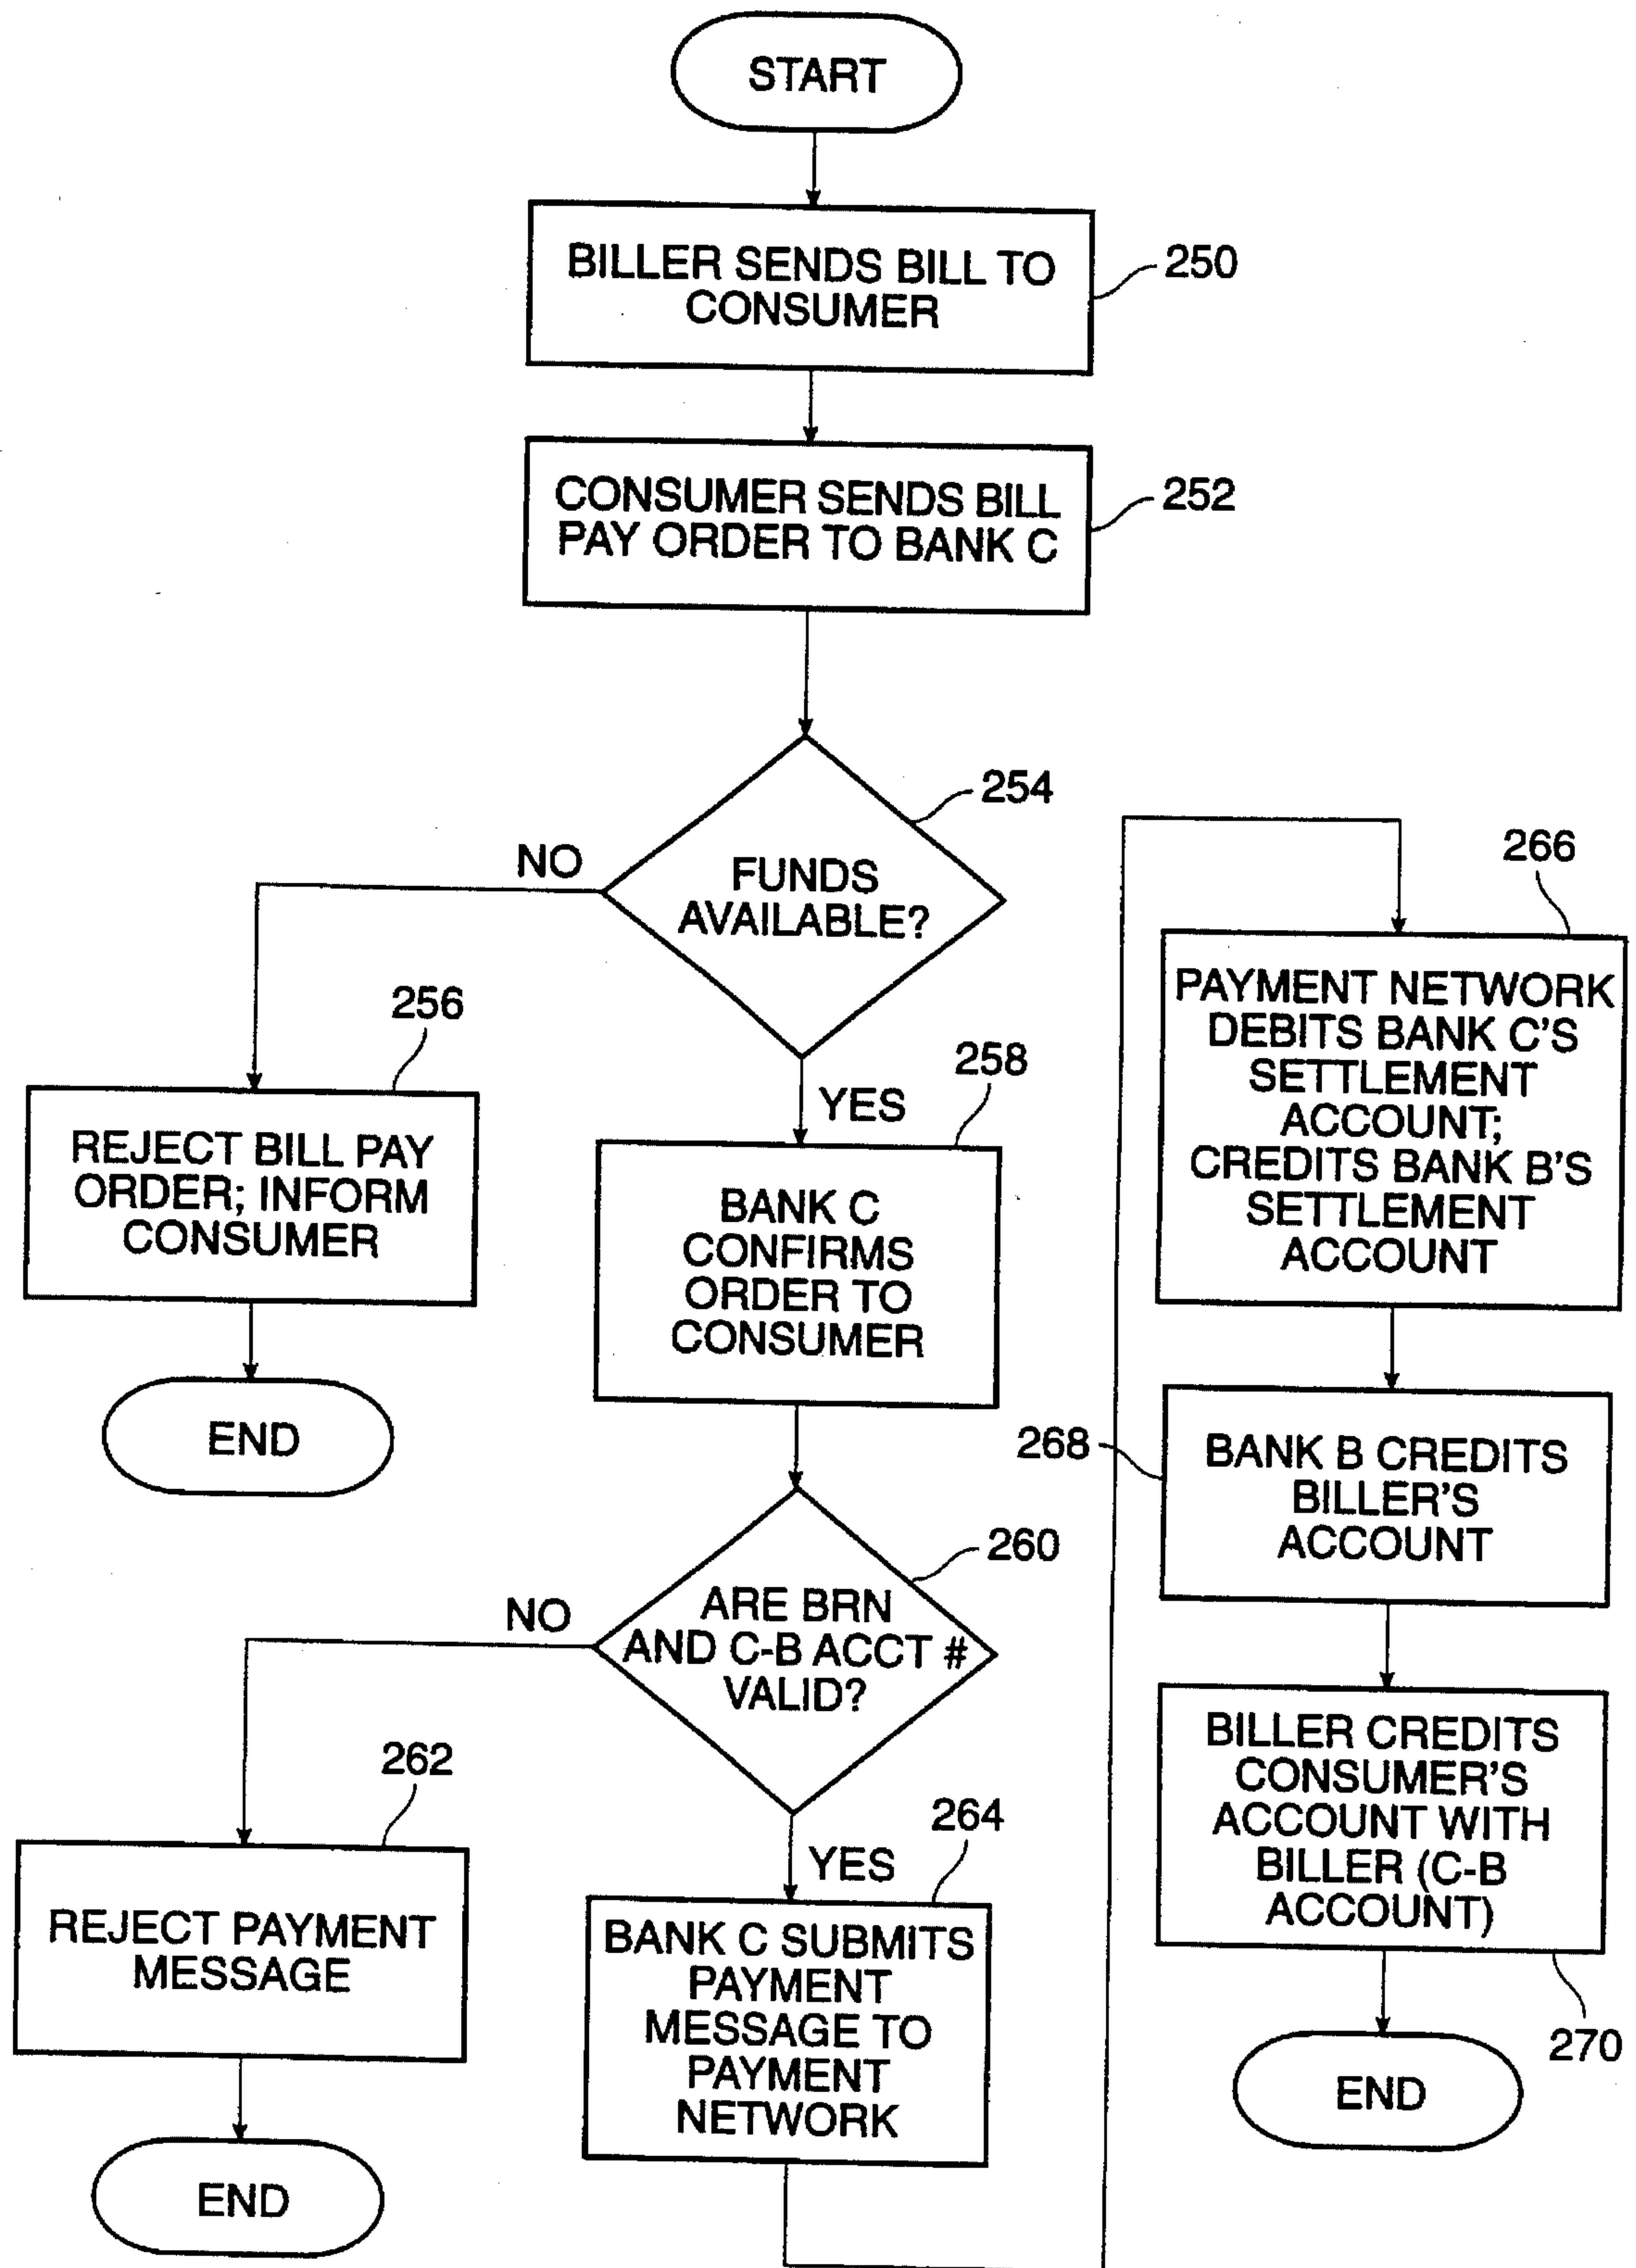 START
BILLER SENDS BILL TO
CONSUMER
250
CONSUMER SENDS BILL
PAY ORDER TO BANK C
252
254
FUNDS
AVAILABLE?
NO
256
REJECT BILL PAY
ORDER; INFORM
CONSUMER
END
YES
258
BANK C
CONFIRMS
ORDER TO
CONSUMER
260
ARE BRN
AND C-B ACCT #
VALID?
NO
262
REJECT PAYMENT
MESSAGE
END
YES
264
BANK C SUBMITS
PAYMENT
MESSAGE TO
PAYMENT
NETWORK
266
PAYMENT NETWORK
DEBITS BANK C'S
SETTLEMENT
ACCOUNT;
CREDITS BANK B'S
SETTLEMENT
ACCOUNT
268
BANK B CREDITS
BILLER'S
ACCOUNT
BILLER CREDITS
CONSUMER'S
ACCOUNT WITH
BILLER (C-B
ACCOUNT)
270
END